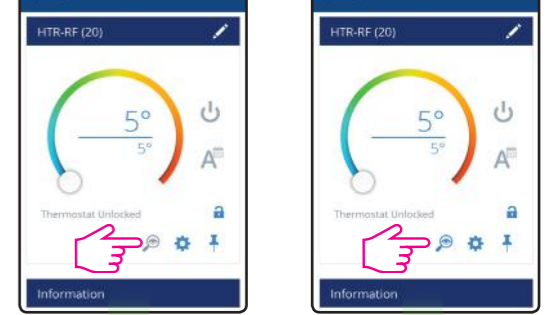 HTR-RF (20)
5°
5°
A
Thermostat Unlocked
Information
HTR-RF (20)
5°
5°
A
Thermostat Unlocked
Information